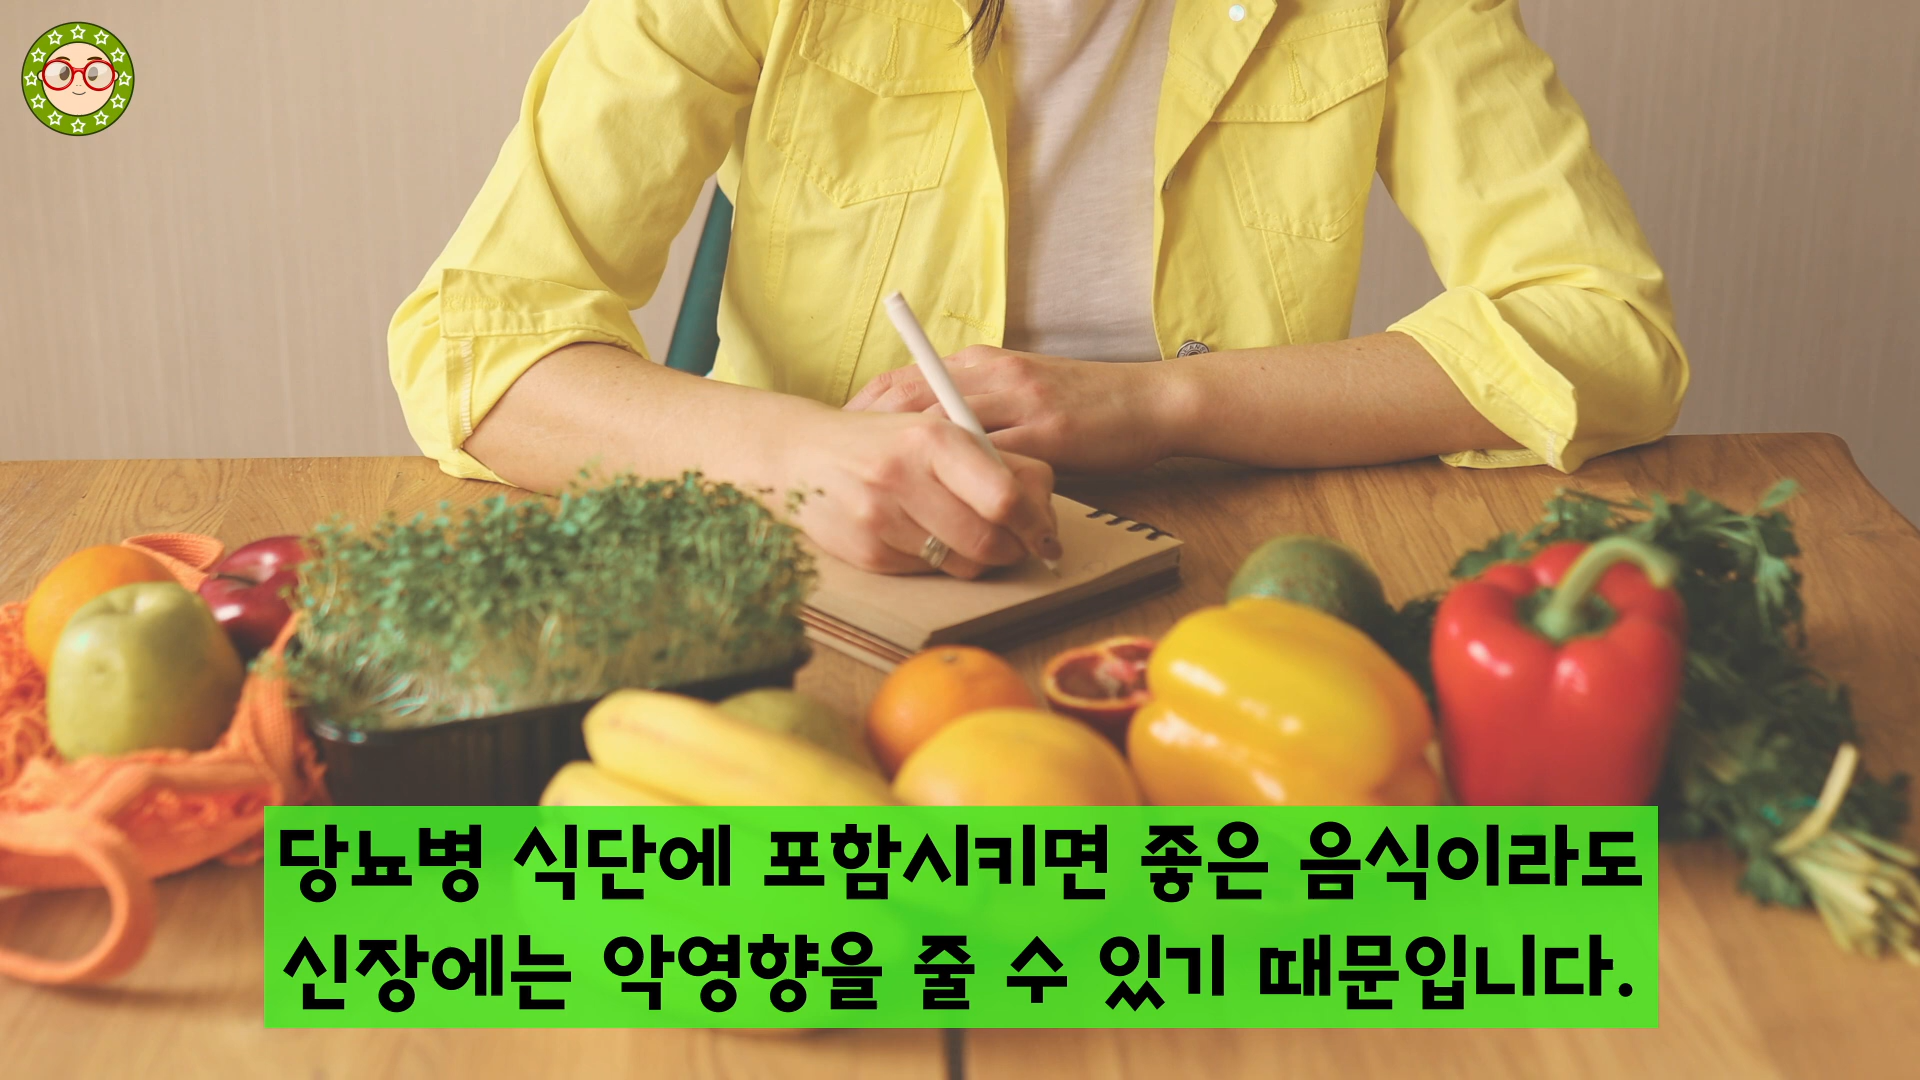 당뇨병 식단에 포함시키면 좋은 음식이라도
신장에는 악영향을 줄 수 있기 때문입니다.